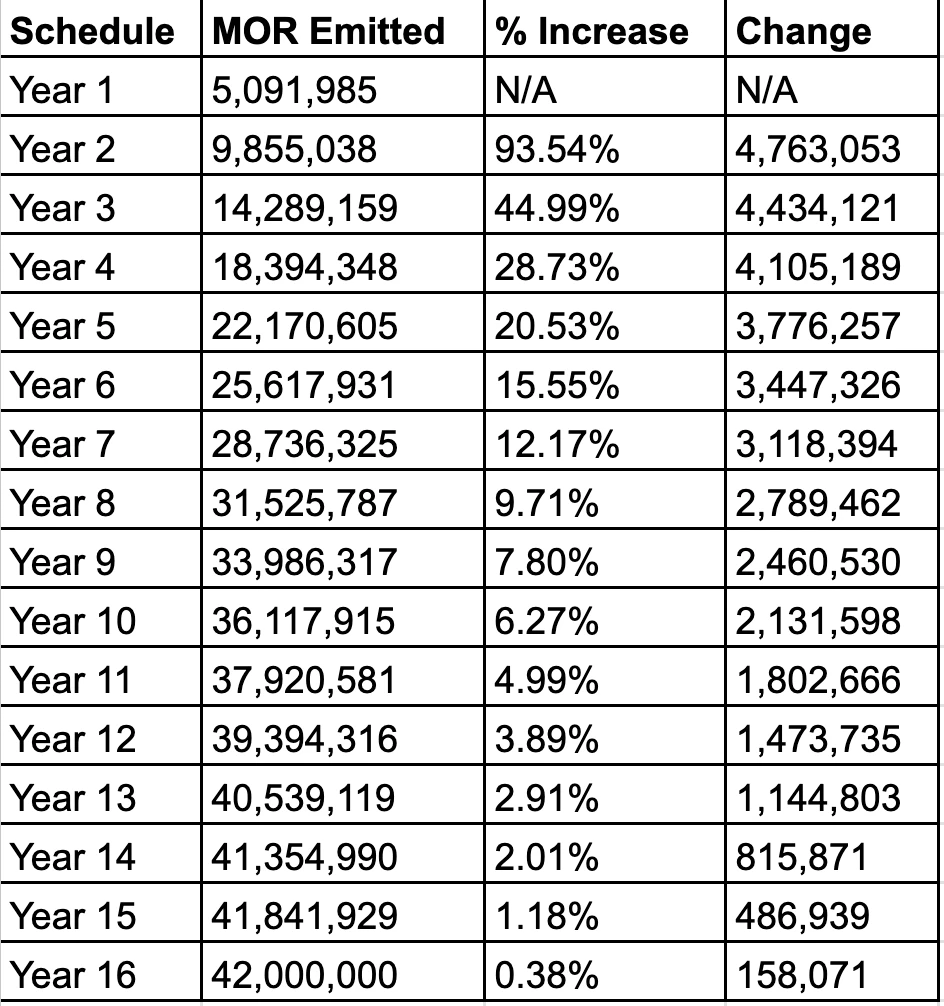 Schedule MOR Emitted % Increase Change
Year 1 5,091,985 N/A N/A
Year 2 9,855,038 93.54% 4,763,053
Year 3 14,289,159 44.99% 4,434,121
Year 4 18,394,348 28.73% 4,105,189
Year 5 22,170,605 20.53% 3,776,257
Year 6 25,617,931 15.55% 3,447,326
Year 7 28,736,325 12.17% 3,118,394
Year 8 31,525,787 9.71% 2,789,462
Year 9 33,986,317 7.80% 2,460,530
Year 10 36,117,915 6.27% 2,131,598
Year 11 37,920,581 4.99% 1,802,666
Year 12 39,394,316 3.89% 1,473,735
Year 13 40,539,119 2.91% 1,144,803
Year 14 41,354,990 2.01% 815,871
Year 15 41,841,929 1.18% 486,939
Year 16 42,000,000 0.38% 158,071